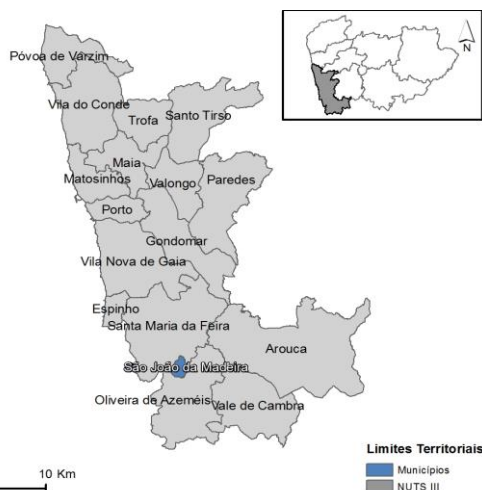 N
Póvoa de Varzim
Vila do Conde
Trofa
Santo Tirso
Maia
Matosinhos
Valongo
Paredes
Porto
Gondomar
Vila Nova de Gaia
Espinho
Santa Maria da Feira
Arouca
São João da Madeira
Oliveira de Azeméis
Vale de Cambra
Limites Territoriais
Municípios
NUTS III
10 Km